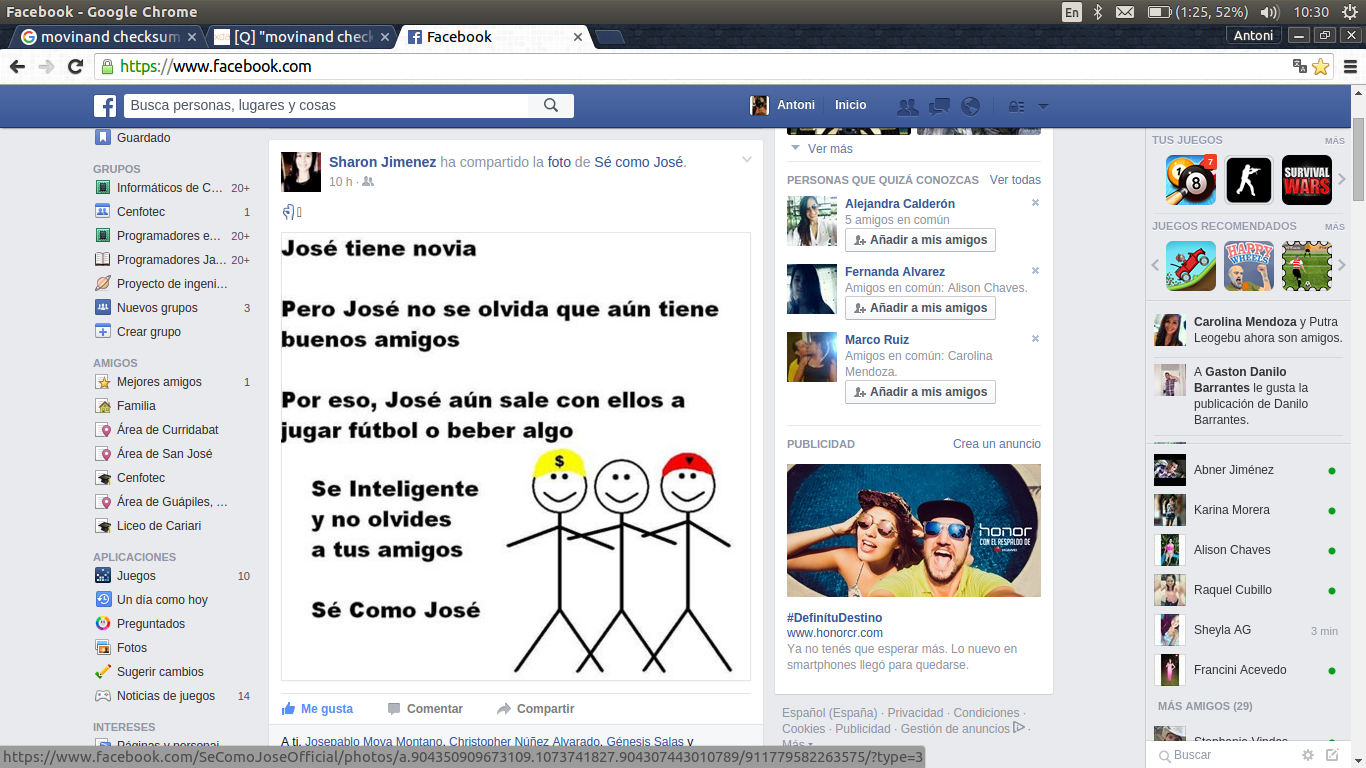 Facebook - Google Chrome
En
(1:25, 52%)
10:30
movinand checksum
[Q] "movinand chec
Facebook
Antoni
https://www.facebook.com
Busca personas, lugares y cosas
Antoni
Inicio
Guardado
GRUPOS
Informáticos de C... 20+
Cenfotec 1
Programadores e... 20+
Programadores Ja... 20+
Proyecto de ingeni...
Nuevos grupos 3
Crear grupo
AMIGOS
Mejores amigos 1
Familia
Área de Curridabat
Área de San José
Cenfotec
Área de Guápiles, ...
Liceo de Cariari
APLICACIONES
Juegos 10
Un día como hoy
Preguntados
Fotos
Sugerir cambios
Noticias de juegos 14
INTERESES
Páginas y personaj
Sharon Jimenez ha compartido la foto de Sé como José.
10 h ·
José tiene novia
Pero José no se olvida que aún tiene
buenos amigos
Por eso, José aún sale con ellos a
jugar fútbol o beber algo
$
Se Inteligente
y no olvides
a tus amigos
Sé Como José
Me gusta
Comentar
Compartir
A ti, Josepablo Mova Montano, Christopher Núñez Alvarado, Génesis Salas y
Ver más
PERSONAS QUE QUIZÁ CONOZCAS Ver todas
Alejandra Calderón
5 amigos en común
Añadir a mis amigos
Fernanda Alvarez
Amigos en común: Alison Chaves.
Añadir a mis amigos
Marco Ruiz
Amigos en común: Carolina
Mendoza.
Añadir a mis amigos
PUBLICIDAD Crea un anuncio
honor
CON EL RESPALDO DE
#DefinítuDestino
www.honorcr.com
Ya no tenés que esperar más. Lo nuevo en
smartphones llegó para quedarse.
Español (España) · Privacidad · Condiciones ·
Cookies · Publicidad · Gestión de anuncios ·
Más
TUS JUEGOS MÁS
1
8
7
SURVIVAL
WARS
JUEGOS RECOMENDADOS MÁS
HAPPY
WHEELS
Carolina Mendoza y Putra
Leogebu ahora son amigos.
A Gaston Danilo
Barrantes le gusta la
publicación de Danilo
Barrantes.
Abner Jiménez
Karina Morera
Alison Chaves
Raquel Cubillo
Sheyla AG 3 min
Francini Acevedo
MÁS AMIGOS (29)
Stephanie Vindas
Buscar
https://www.facebook.com/SeComoJoseOfficial/photos/a.904350909673109.1073741827.904307443010789/911779582263575/?type=3